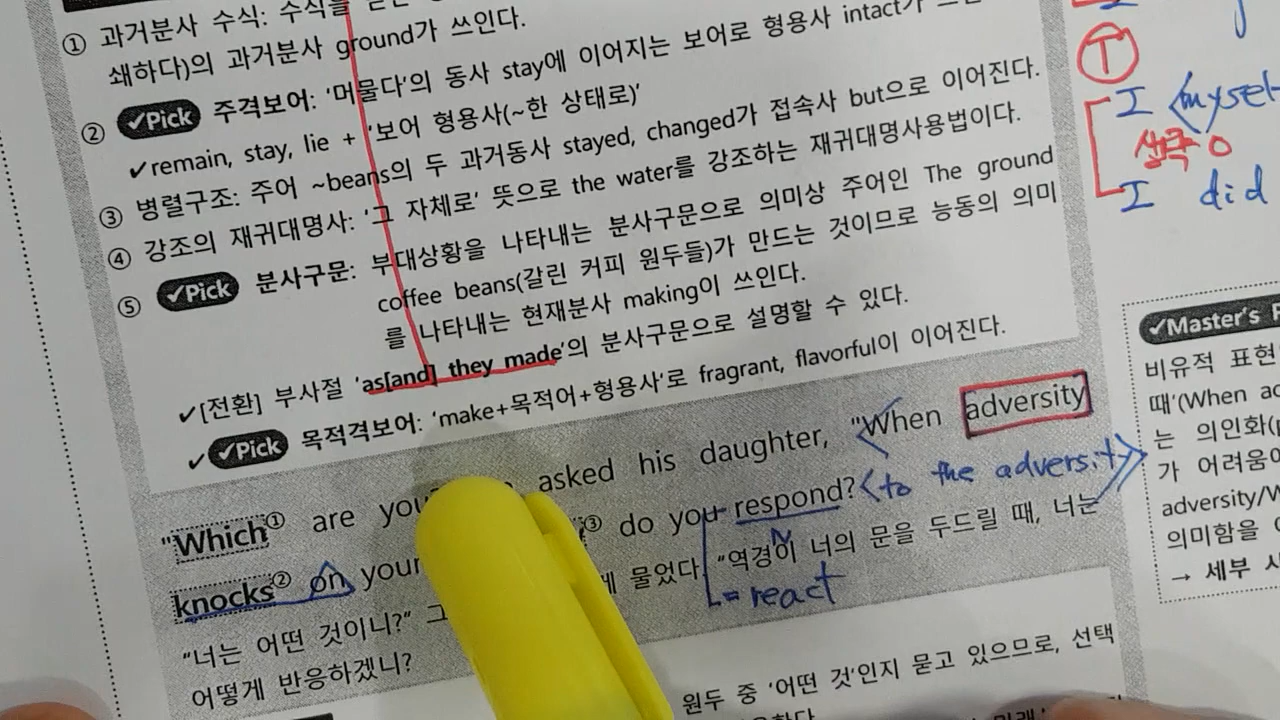 ① 과거분사 수식: 수식을
쇄하다)의 과거분사 ground가 쓰인다.
② ✔Pick 주격보어: '머물다'의 동사 stay에 이어지는 보어로 형용사 intact가
✔remain, stay, lie + '보어 형용사(~한 상태로)'
③ 병렬구조: 주어 ~beans의 두 과거동사 stayed, changed가 접속사 but으로 이어진다.
④ 강조의 재귀대명사: '그 자체로' 뜻으로 the water를 강조하는 재귀대명사용법이다.
⑤ ✔Pick 분사구문: 부대상황을 나타내는 분사구문으로 의미상 주어인 The ground
coffee beans(갈린 커피 원두들)가 만드는 것이므로 능동의 의미
를 나타내는 현재분사 making이 쓰인다.
✔[전환] 부사절 'as[and] they made'의 분사구문으로 설명할 수 있다.
✔ ✔Pick 목적격보어: 'make+목적어+형용사'로 fragrant, flavorful이 이어진다.
"Which① are you asked his daughter, "When adversity
knocks② on your ③ do you respond? <to the adversity>
"너는 어떤 것이니?" 그 게 물었다. "역경이 너의 문을 두드릴 때, 너는
= react
어떻게 반응하겠니?
원두 중 '어떤 것'인지 묻고 있으므로, 선택
T
I <myself
생략 O
I did
✔Master's
비유적 표현
때'(When ad
는 의인화(p
가 어려움이
adversity/W
의미함을
→ 세부 사